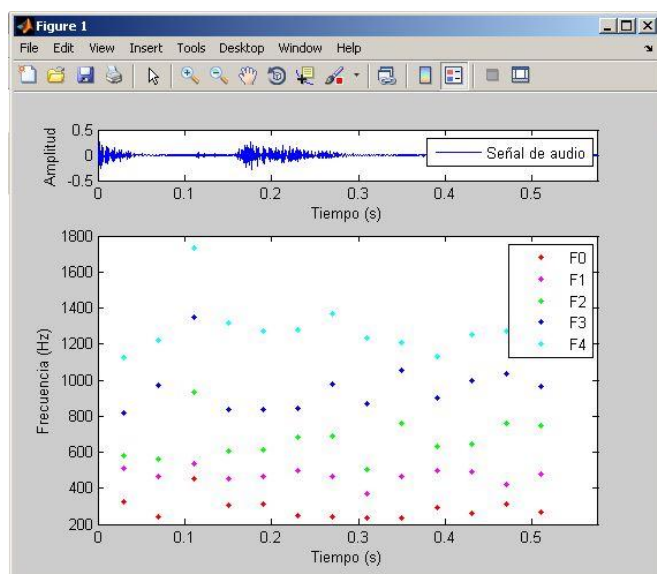 Figure 1
File Edit View Insert Tools Desktop Window Help
Amplitud
0.5
0
-0.5
Señal de audio
0 0.1 0.2 0.3 0.4 0.5
Tiempo (s)
Frecuencia (Hz)
1800
1600
1400
1200
1000
800
600
400
200
F0
F1
F2
F3
F4
0 0.1 0.2 0.3 0.4 0.5
Tiempo (s)